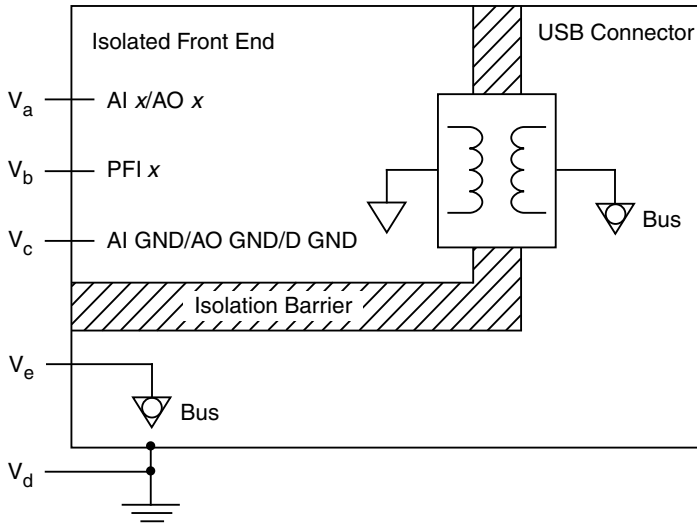 Isolated Front End
USB Connector
Va
AI x/AO x
Vb
PFI x
Bus
Vc
AI GND/AO GND/D GND
Isolation Barrier
Ve
Bus
Vd